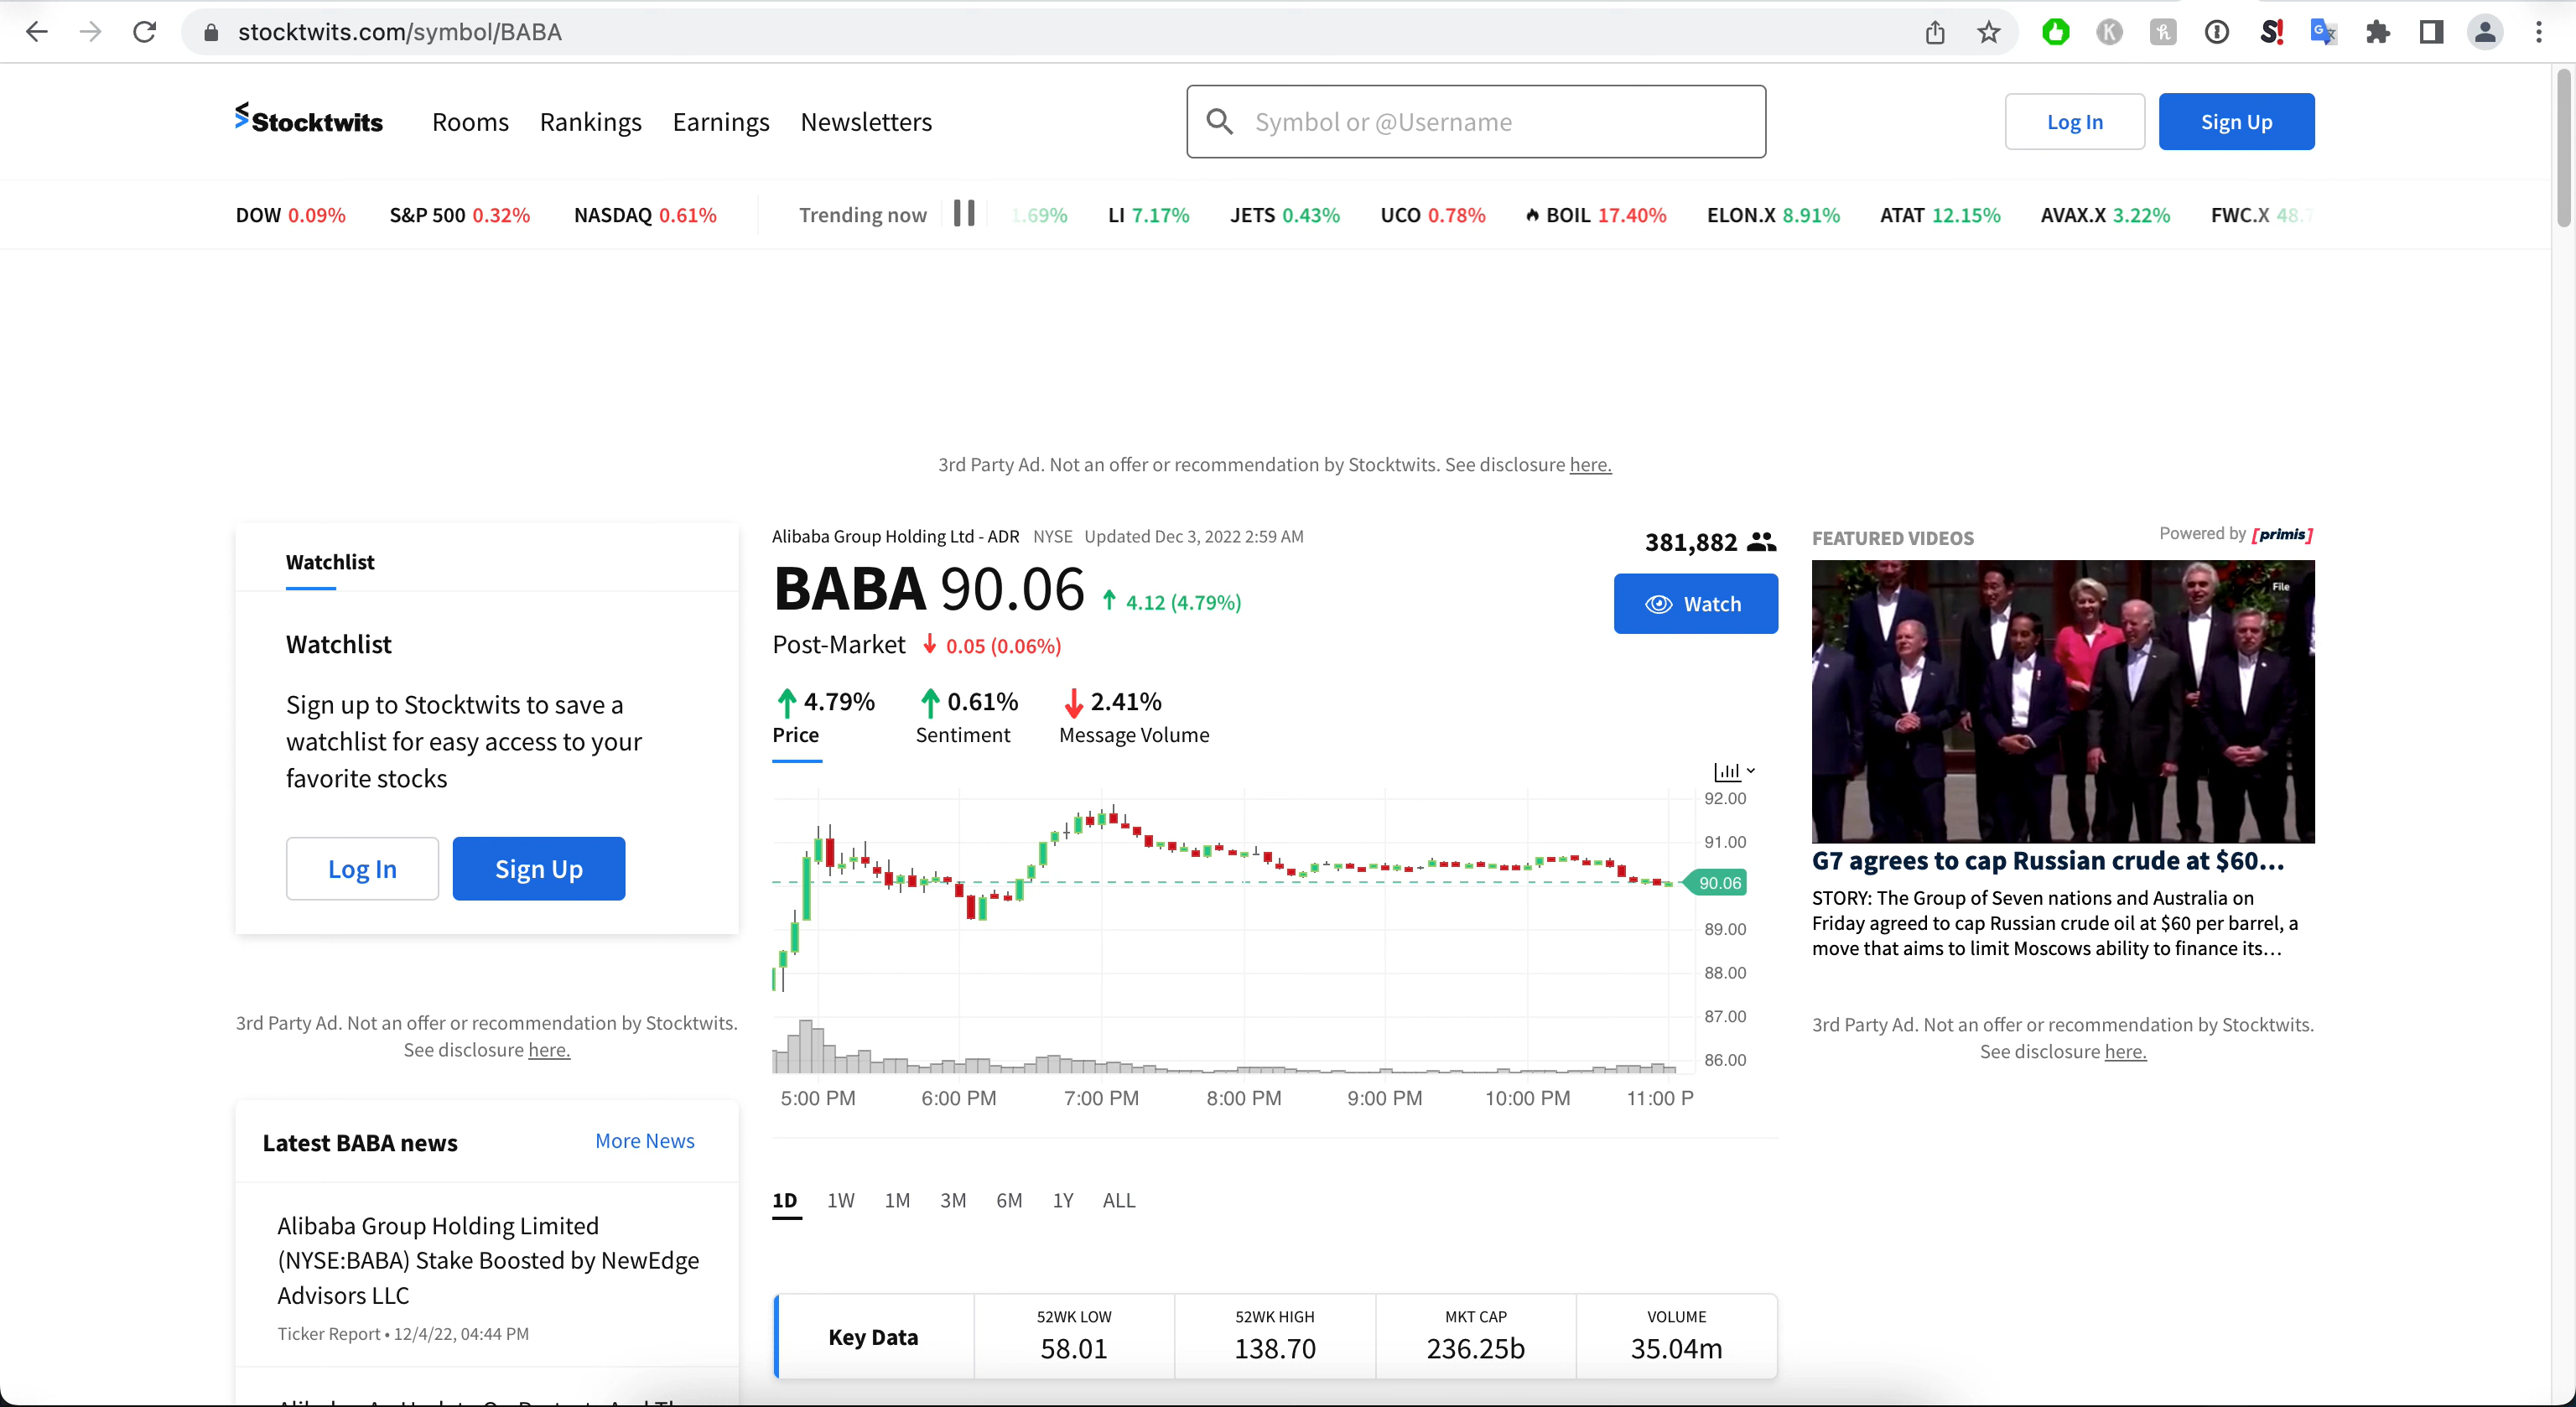 stocktwits.com/symbol/BABA
Stocktwits
Rooms Rankings Earnings Newsletters
Symbol or @Username
Log In
Sign Up
DOW 0.09% S&P 500 0.32% NASDAQ 0.61%
Trending now
1.69% LI 7.17% JETS 0.43% UCO 0.78% BOIL 17.40% ELON.X 8.91% ATAT 12.15% AVAX.X 3.22% FWC.X 48.7
3rd Party Ad. Not an offer or recommendation by Stocktwits. See disclosure here.
Watchlist
Watchlist
Sign up to Stocktwits to save a
watchlist for easy access to your
favorite stocks
Log In
Sign Up
3rd Party Ad. Not an offer or recommendation by Stocktwits.
See disclosure here.
Latest BABA news
More News
Alibaba Group Holding Limited
(NYSE:BABA) Stake Boosted by NewEdge
Advisors LLC
Ticker Report • 12/4/22, 04:44 PM
Alibaba Group Holding Ltd - ADR NYSE Updated Dec 3, 2022 2:59 AM
BABA 90.06 4.12 (4.79%)
Post-Market 0.05 (0.06%)
381,882
Watch
4.79% 0.61% 2.41%
Price Sentiment Message Volume
92.00
91.00
90.06
89.00
88.00
87.00
86.00
5:00 PM 6:00 PM 7:00 PM 8:00 PM 9:00 PM 10:00 PM 11:00 P
1D 1W 1M 3M 6M 1Y ALL
Key Data
52WK LOW 52WK HIGH MKT CAP VOLUME
58.01 138.70 236.25b 35.04m
FEATURED VIDEOS
Powered by [primis]
File
G7 agrees to cap Russian crude at $60...
STORY: The Group of Seven nations and Australia on
Friday agreed to cap Russian crude oil at $60 per barrel, a
move that aims to limit Moscows ability to finance its...
3rd Party Ad. Not an offer or recommendation by Stocktwits.
See disclosure here.